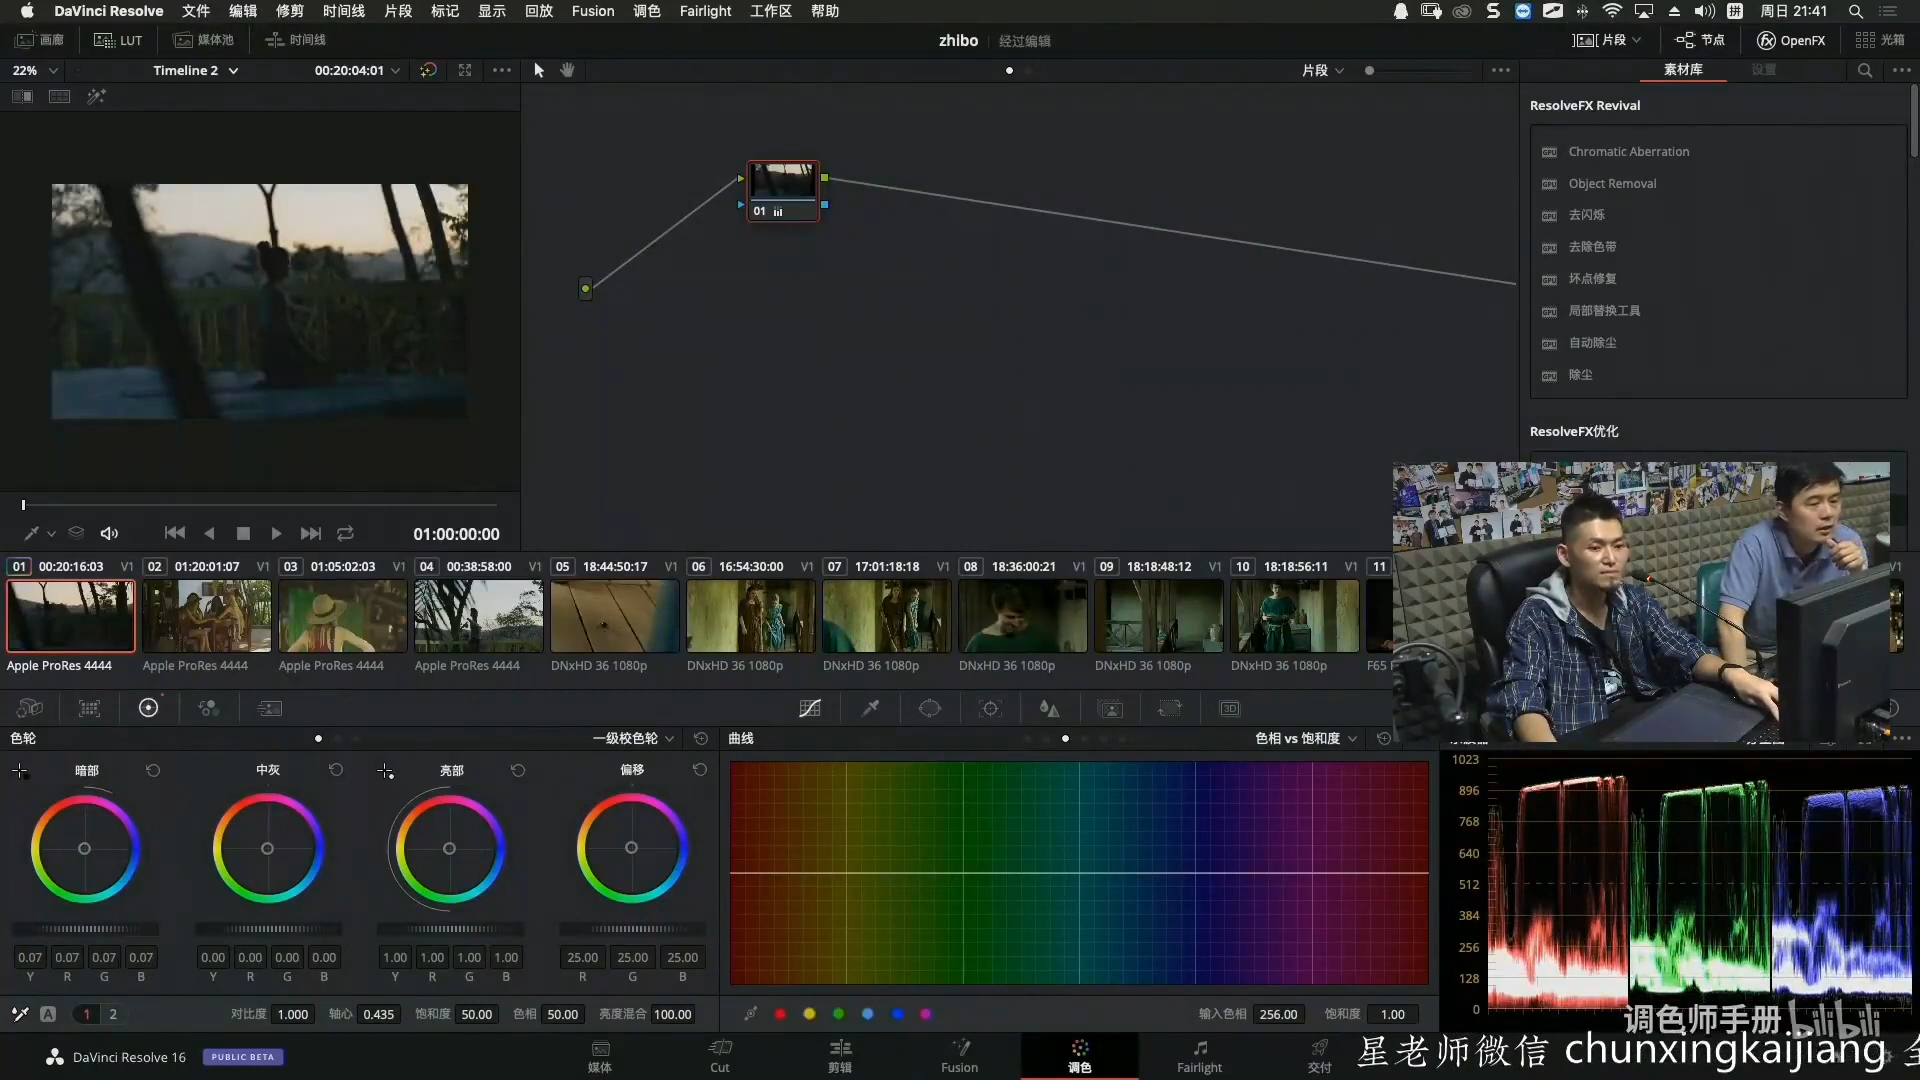 DaVinci Resolve 文件 编辑 修剪 时间线 片段 标记 显示 回放 Fusion 调色 Fairlight 工作区 帮助 周日 21:41
画廊 LUT 媒体池 时间线 zhibo 经过编辑 片段 节点 OpenFX 光箱
22% Timeline 2 00:20:04:01 片段 素材库 设置
ResolveFX Revival
Chromatic Aberration
Object Removal
去闪烁
去除色带
坏点修复
局部替换工具
自动除尘
除尘
ResolveFX优化
01:00:00:00
01 00:20:16:03 V1 02 01:20:01:07 V1 03 01:05:02:03 V1 04 00:38:58:00 V1 05 18:44:50:17 V1 06 16:54:30:00 V1 07 17:01:18:18 V1 08 18:36:00:21 V1 09 18:18:48:12 V1 10 18:18:56:11 V1 11
Apple ProRes 4444 Apple ProRes 4444 Apple ProRes 4444 Apple ProRes 4444 DNxHD 36 1080p DNxHD 36 1080p DNxHD 36 1080p DNxHD 36 1080p DNxHD 36 1080p DNxHD 36 1080p F65
色轮 一级校色轮 曲线 色相 vs 饱和度
暗部 中灰 亮部 偏移
0.07 0.07 0.07 0.07 0.00 0.00 0.00 0.00 1.00 1.00 1.00 1.00 25.00 25.00 25.00
Y R G B Y R G B Y R G B R G B
A 1 2 对比度 1.000 轴心 0.435 饱和度 50.00 色相 50.00 亮度混合 100.00 输入色相 256.00 饱和度 1.00
1023
896
768
640
512
384
256
128
0
调色师手册 bilibili
DaVinci Resolve 16 PUBLIC BETA 媒体 Cut 剪辑 Fusion 调色 Fairlight 交付
星老师微信 chunxingkaijiang